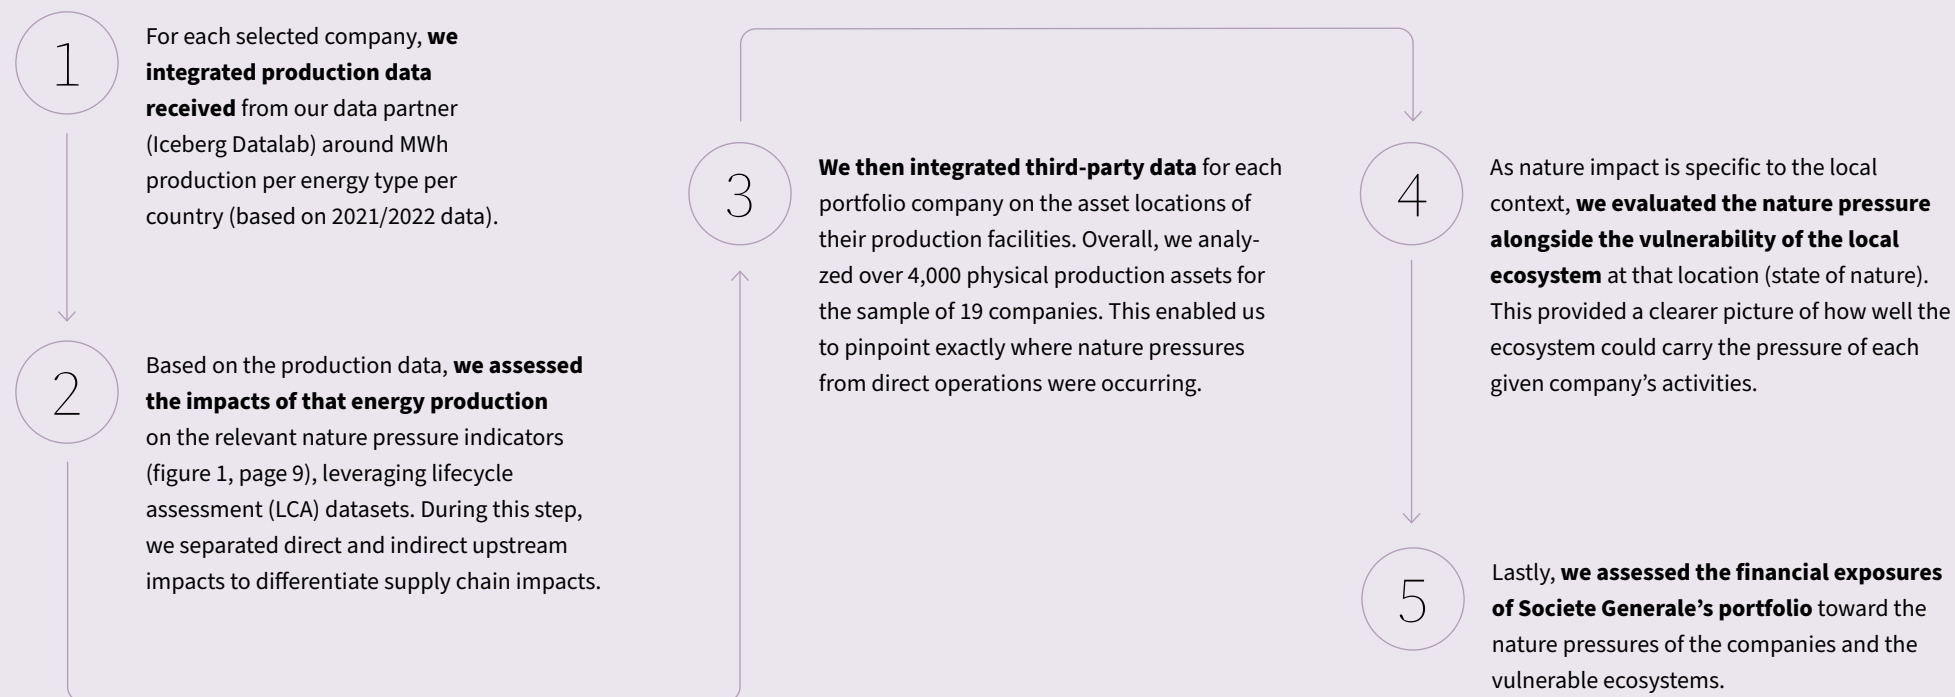 1
For each selected company, we
integrated production data
received from our data partner
(Iceberg Datalab) around MWh
production per energy type per
country (based on 2021/2022 data).
2
Based on the production data, we assessed
the impacts of that energy production
on the relevant nature pressure indicators
(figure 1, page 9), leveraging lifecycle
assessment (LCA) datasets. During this step,
we separated direct and indirect upstream
impacts to differentiate supply chain impacts.
3
We then integrated third-party data for each
portfolio company on the asset locations of
their production facilities. Overall, we analy-
zed over 4,000 physical production assets for
the sample of 19 companies. This enabled us
to pinpoint exactly where nature pressures
from direct operations were occurring.
4
As nature impact is specific to the local
context, we evaluated the nature pressure
alongside the vulnerability of the local
ecosystem at that location (state of nature).
This provided a clearer picture of how well the
ecosystem could carry the pressure of each
given company’s activities.
5
Lastly, we assessed the financial exposures
of Societe Generale’s portfolio toward the
nature pressures of the companies and the
vulnerable ecosystems.